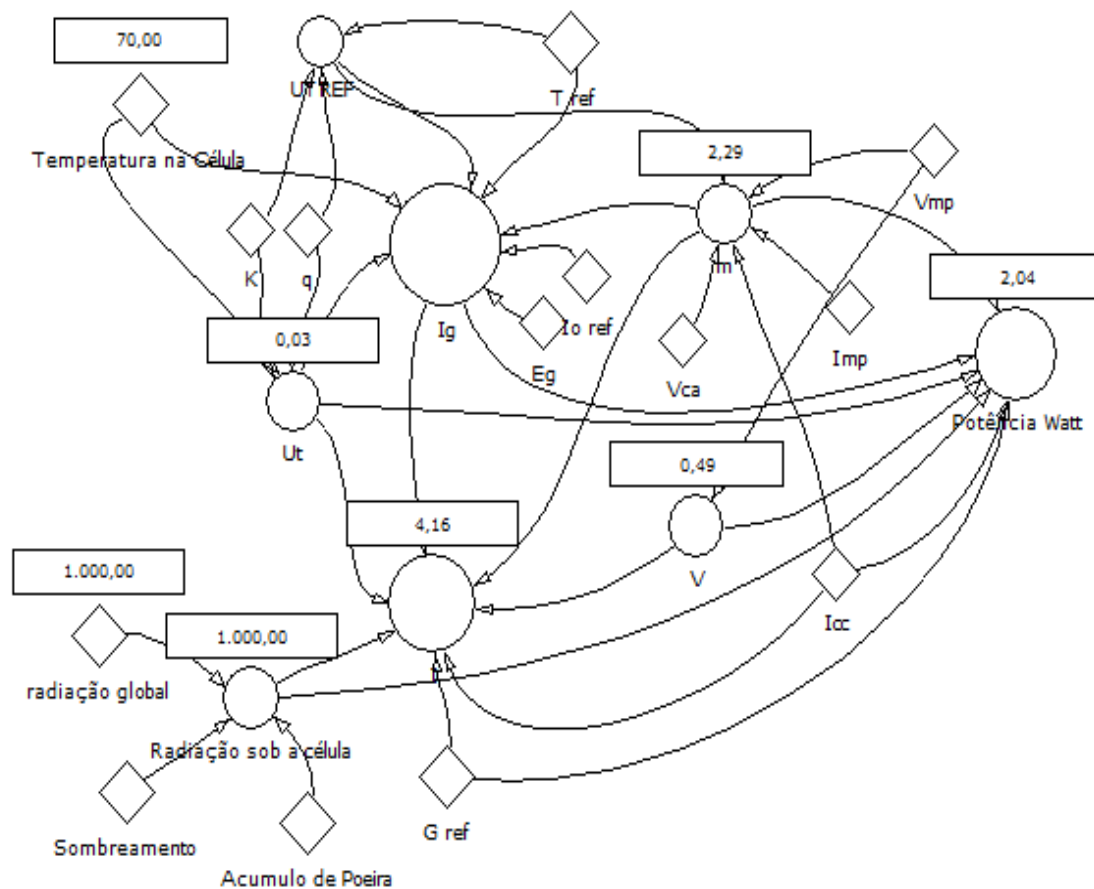 70,00
UT REF
T ref
Temperatura na Célula
2,29
Vmp
K
q
m
2,04
0,03
Ig
Io ref
Eg
Vca
Imp
Potência Watt
Ut
0,49
4,16
V
1.000,00
Icc
1.000,00
radiação global
Radiação sob a célula
G ref
Sombreamento
Acumulo de Poeira